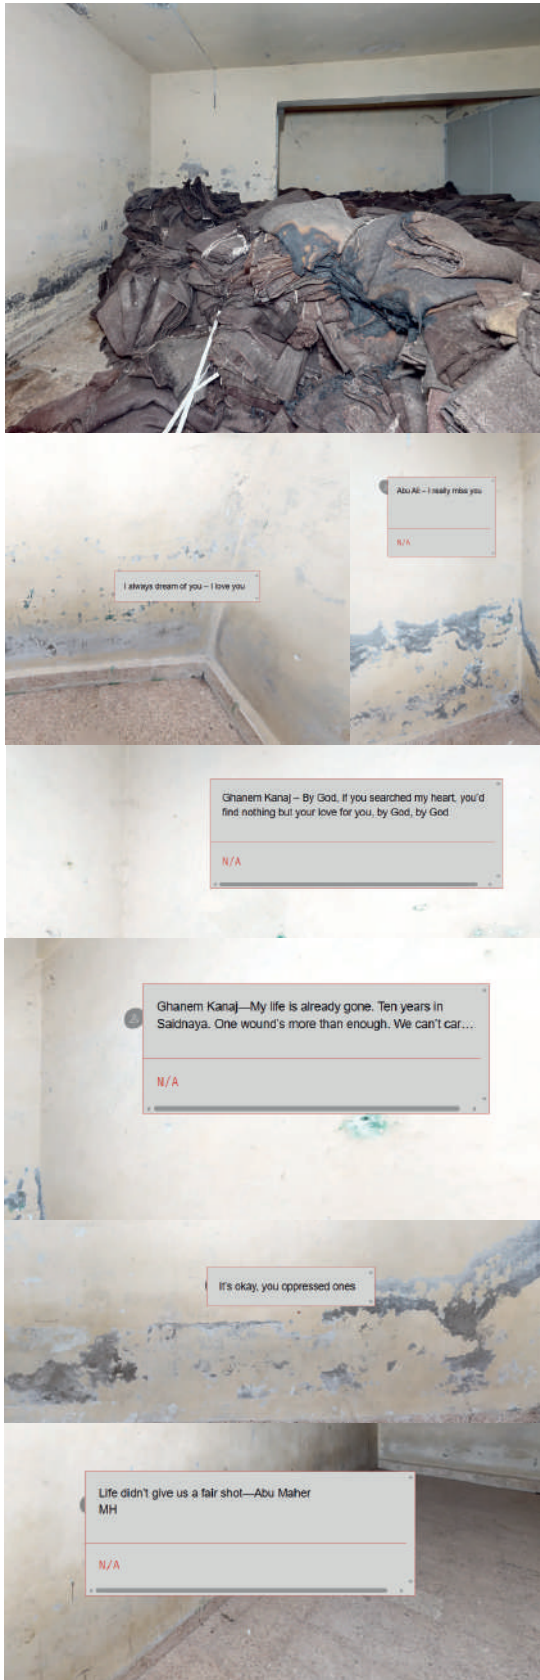 I always dream of you – I love you
Abu Ali – I really miss you
N/A
Ghanem Kanaj – By God, if you searched my heart, you'd
find nothing but your love for you, by God, by God
N/A
Ghanem Kanaj—My life is already gone. Ten years in
Saidnaya. One wound's more than enough. We can't car…
N/A
It's okay, you oppressed ones
Life didn't give us a fair shot—Abu Maher
MH
N/A